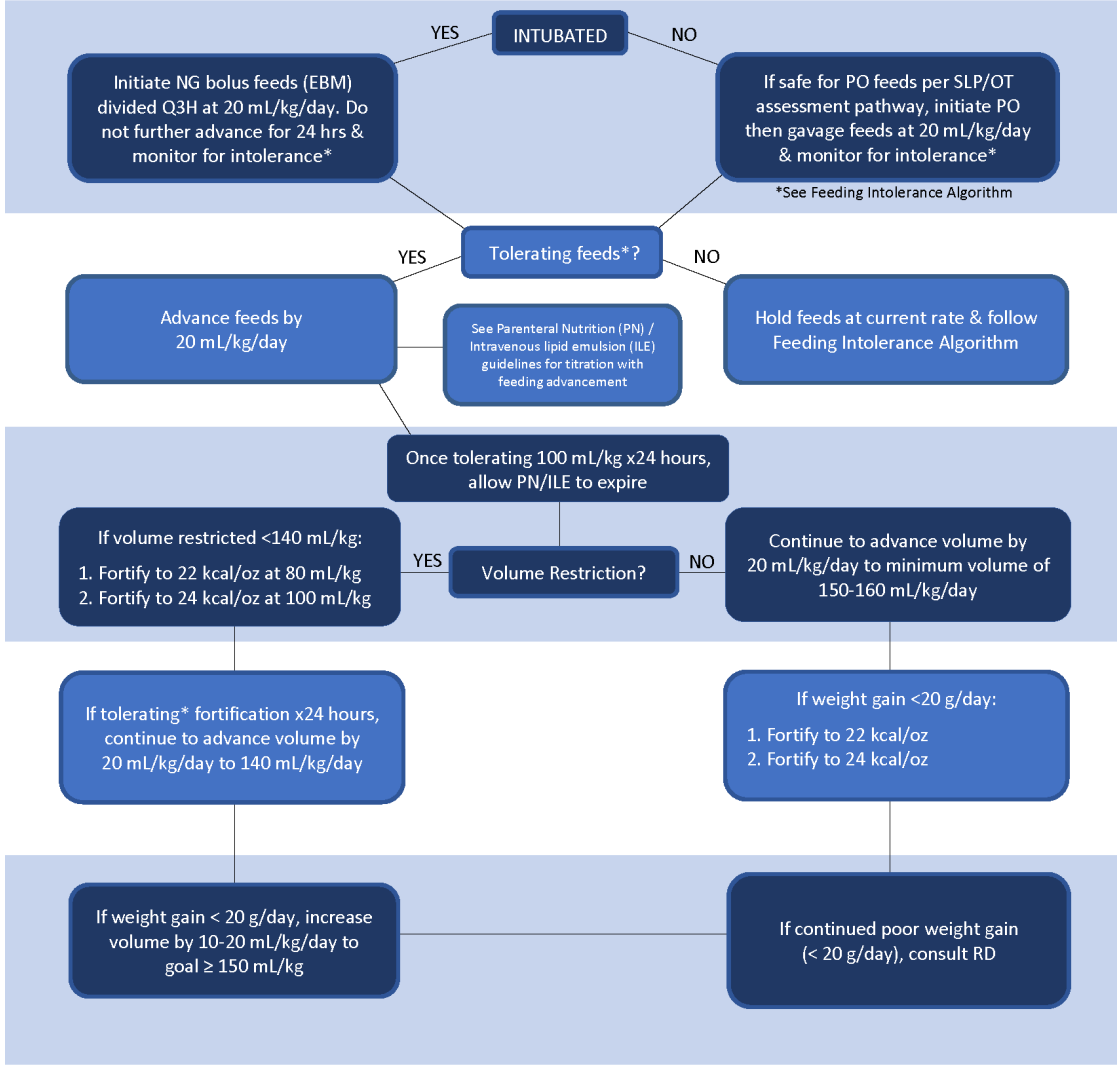 INTUBATED
YES
NO
Initiate NG bolus feeds (EBM)
divided Q3H at 20 mL/kg/day. Do
not further advance for 24 hrs &
monitor for intolerance*
If safe for PO feeds per SLP/OT
assessment pathway, initiate PO
then gavage feeds at 20 mL/kg/day
& monitor for intolerance*
*See Feeding Intolerance Algorithm
Tolerating feeds*?
YES
NO
Advance feeds by
20 mL/kg/day
See Parenteral Nutrition (PN) /
Intravenous lipid emulsion (ILE)
guidelines for titration with
feeding advancement
Hold feeds at current rate & follow
Feeding Intolerance Algorithm
Once tolerating 100 mL/kg x24 hours,
allow PN/ILE to expire
If volume restricted <140 mL/kg:
1. Fortify to 22 kcal/oz at 80 mL/kg
2. Fortify to 24 kcal/oz at 100 mL/kg
YES
Volume Restriction?
NO
Continue to advance volume by
20 mL/kg/day to minimum volume of
150-160 mL/kg/day
If tolerating* fortification x24 hours,
continue to advance volume by
20 mL/kg/day to 140 mL/kg/day
If weight gain <20 g/day:
1. Fortify to 22 kcal/oz
2. Fortify to 24 kcal/oz
If weight gain < 20 g/day, increase
volume by 10-20 mL/kg/day to
goal ≥ 150 mL/kg
If continued poor weight gain
(< 20 g/day), consult RD